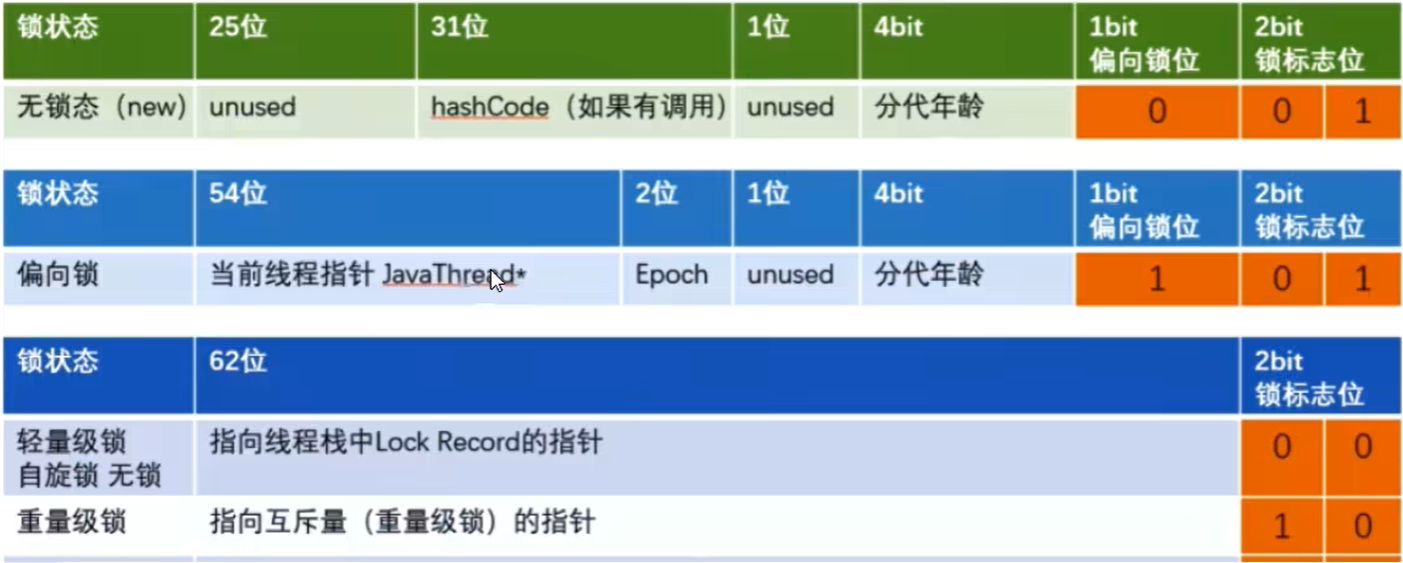 锁状态 25位 31位 1位 4bit 1bit 2bit
偏向锁位 锁标志位
无锁态（new） unused hashCode（如果有调用） unused 分代年龄 0 0 1
锁状态 54位 2位 1位 4bit 1bit 2bit
偏向锁位 锁标志位
偏向锁 当前线程指针 JavaThread* Epoch unused 分代年龄 1 0 1
锁状态 62位 2bit
锁标志位
轻量级锁 指向线程栈中Lock Record的指针 0 0
自旋锁 无锁
重量级锁 指向互斥量（重量级锁）的指针 1 0